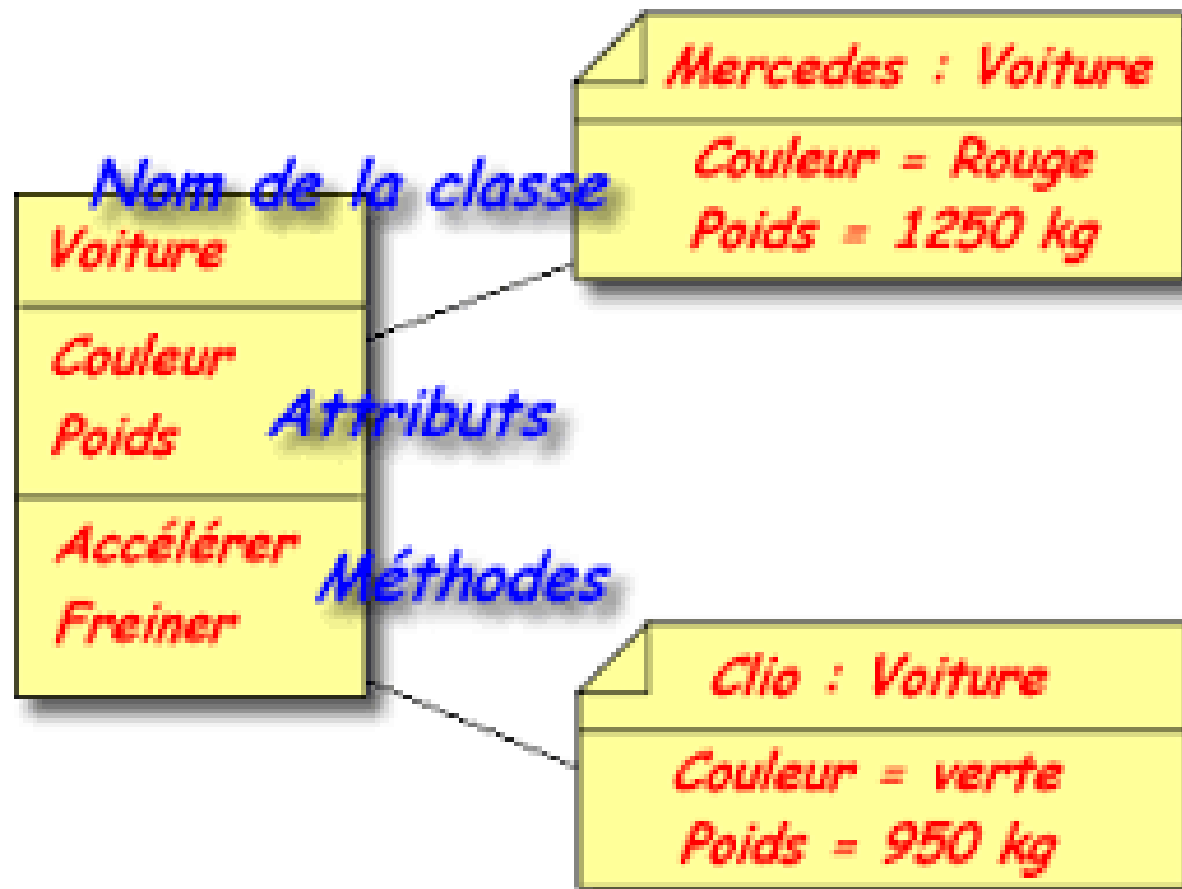 Nom de la classe
Voiture
Couleur
Poids
Attributs
Accélérer
Freiner
Méthodes
Mercedes : Voiture
Couleur = Rouge
Poids = 1250 kg
Clio : Voiture
Couleur = verte
Poids = 950 kg